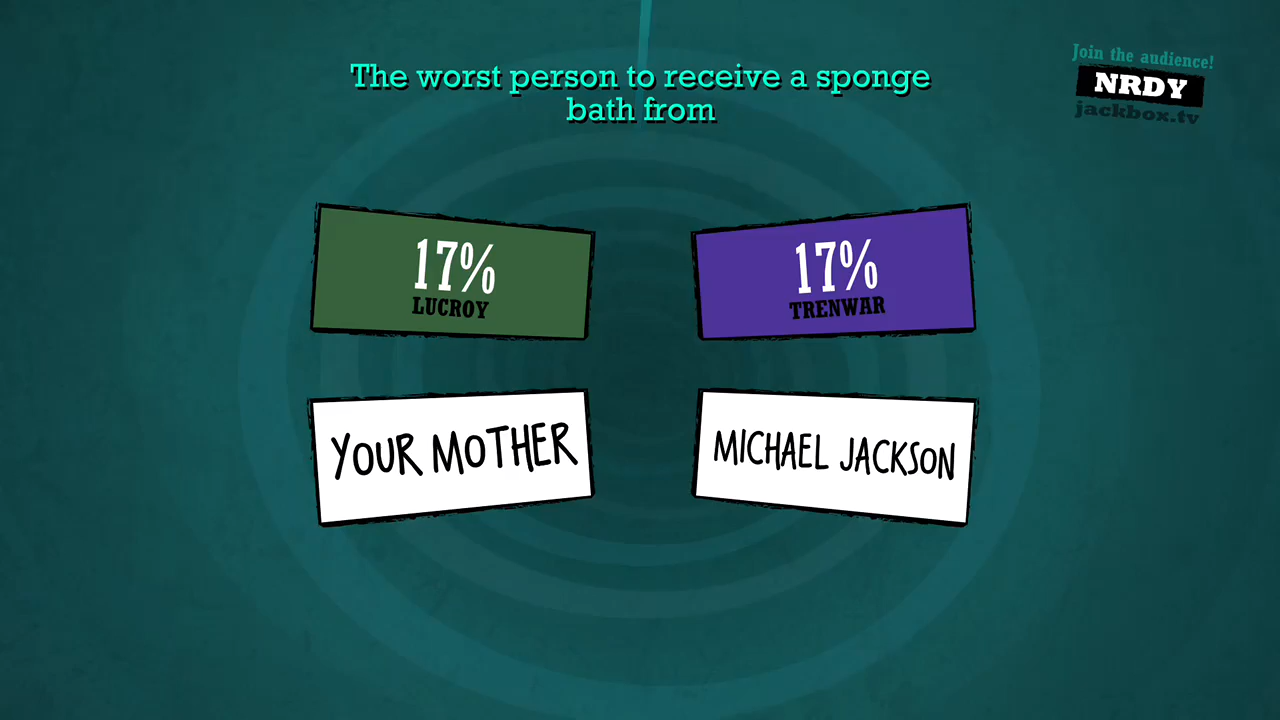 The worst person to receive a sponge
bath from
Join the audience!
NRDY
jackbox.tv
17%
LUCROY
17%
TRENWAR
YOUR MOTHER
MICHAEL JACKSON